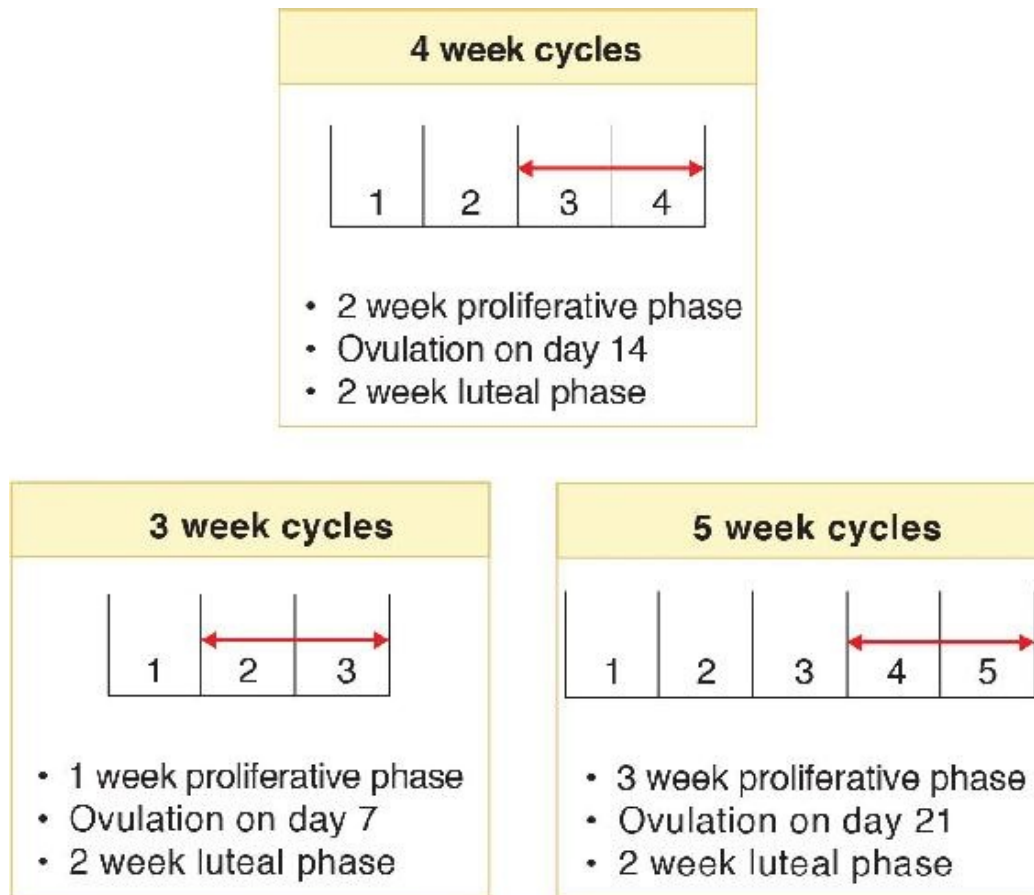 4 week cycles
1 2 3 4
• 2 week proliferative phase
• Ovulation on day 14
• 2 week luteal phase
3 week cycles
1 2 3
• 1 week proliferative phase
• Ovulation on day 7
• 2 week luteal phase
5 week cycles
1 2 3 4 5
• 3 week proliferative phase
• Ovulation on day 21
• 2 week luteal phase